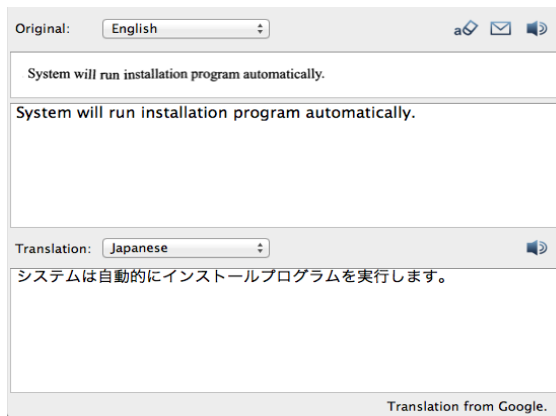 Original: English a
System will run installation program automatically.
System will run installation program automatically.
Translation: Japanese
システムは自動的にインストールプログラムを実行します。
Translation from Google.